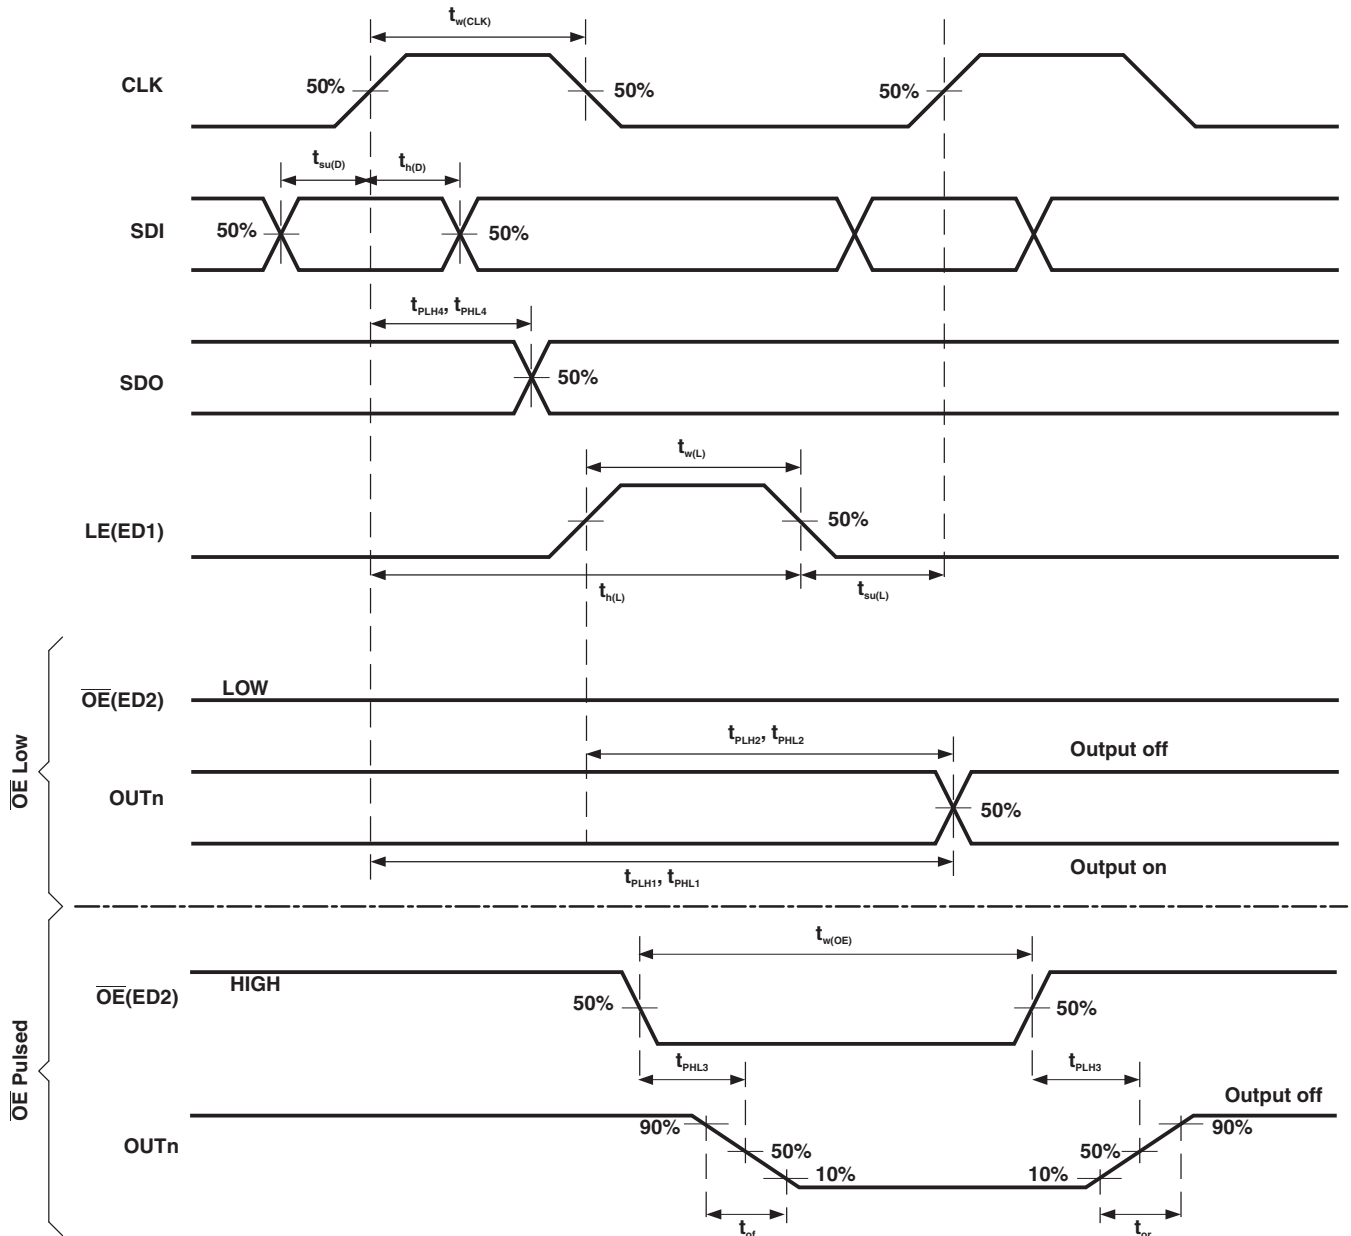 tw(CLK)
CLK
50%
50%
50%
tsu(D)
th(D)
SDI
50%
50%
tPLH4, tPHL4
SDO
50%
tw(L)
LE(ED1)
50%
th(L)
tsu(L)
OE Low
OE(ED2)
LOW
tPLH2, tPHL2
Output off
OUTn
50%
Output on
tPLH1, tPHL1
OE Pulsed
tw(OE)
OE(ED2)
HIGH
50%
50%
tPHL3
tPLH3
Output off
OUTn
90%
50%
10%
10%
50%
90%
tof
tor